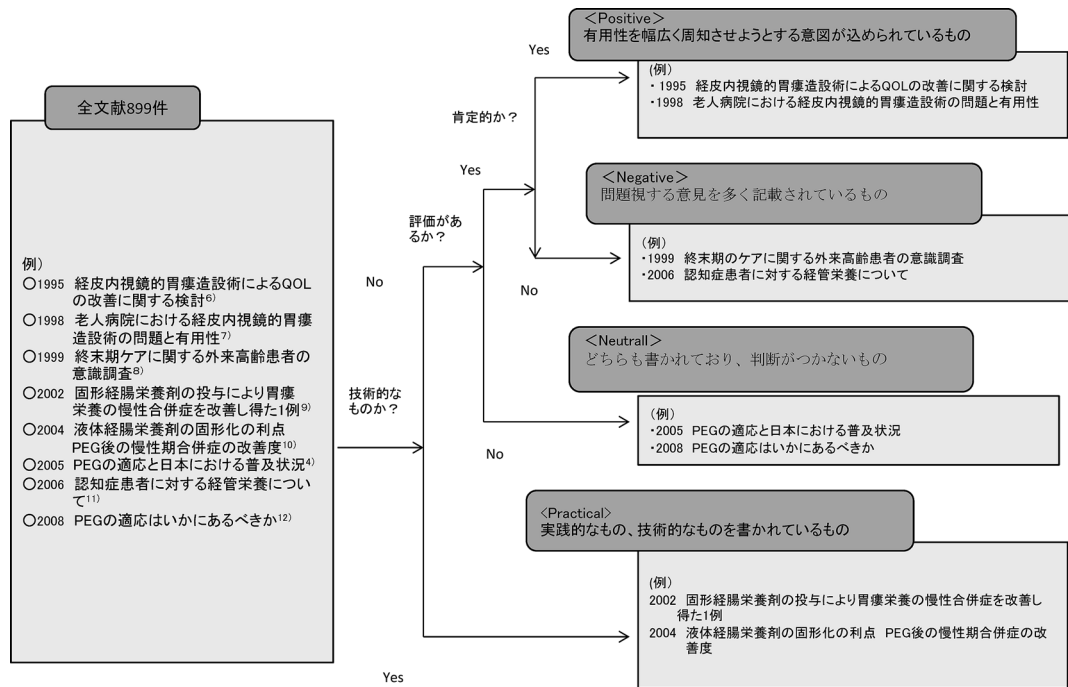 全文献899件
例）
○1995 経皮内視鏡的胃瘻造設術によるQOL
の改善に関する検討6)
○1998 老人病院における経皮内視鏡的胃瘻
造設術の問題と有用性7)
○1999 終末期ケアに関する外来高齢患者の
意識調査8)
○2002 固形経腸栄養剤の投与により胃瘻
栄養の慢性合併症を改善し得た1例9)
○2004 液体経腸栄養剤の固形化の利点
PEG後の慢性期合併症の改善度10)
○2005 PEGの適応と日本における普及状況4)
○2006 認知症患者に対する経管栄養につい
て11)
○2008 PEGの適応はいかにあるべきか12)
技術的な
ものか？
No
Yes
評価があ
るか？
Yes
No
肯定的か？
Yes
No
＜Positive＞
有用性を幅広く周知させようとする意図が込められているもの
(例）
・1995 経皮内視鏡的胃瘻造設術によるQOLの改善に関する検討
・1998 老人病院における経皮内視鏡的胃瘻造設術の問題と有用性
＜Negative＞
問題視する意見を多く記載されているもの
（例）
・1999 終末期のケアに関する外来高齢患者の意識調査
・2006 認知症患者に対する経管栄養について
＜Neutrall＞
どちらも書かれており、判断がつかないもの
（例）
・2005 PEGの適応と日本における普及状況
・2008 PEGの適応はいかにあるべきか
<Practical>
実践的なもの、技術的なものを書かれているもの
(例）
2002 固形経腸栄養剤の投与により胃瘻栄養の慢性合併症を改善し
得た1例
2004 液体経腸栄養剤の固形化の利点 PEG後の慢性期合併症の改
善度